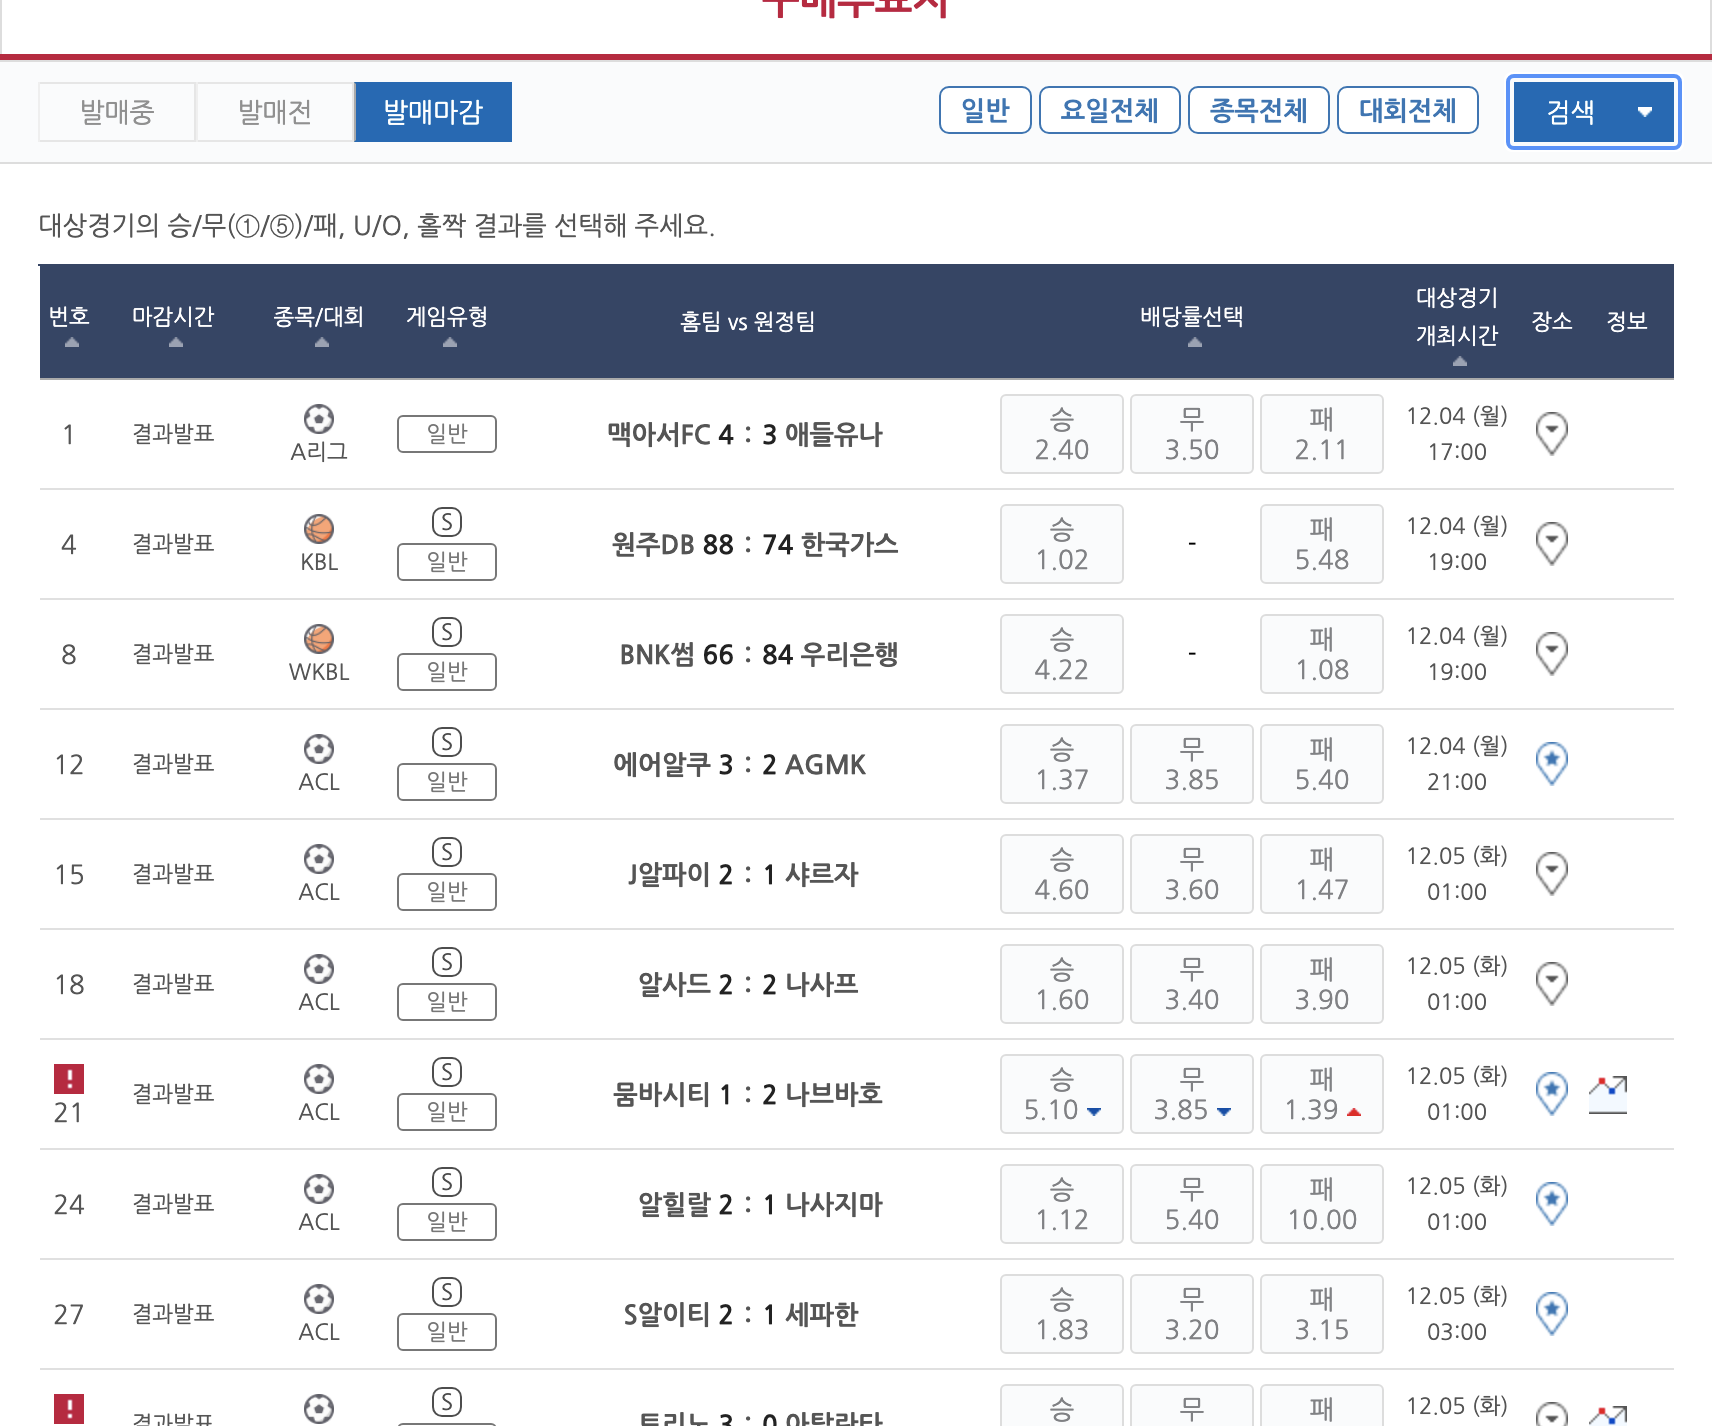 발매중 발매전 발매마감 일반 요일전체 종목전체 대회전체 검색
대상경기의 승/무(①/⑤)/패, U/O, 홀짝 결과를 선택해 주세요.
번호 마감시간 종목/대회 게임유형 홈팀 vs 원정팀 배당률선택 대상경기 개최시간 장소 정보
1 결과발표 A리그 일반 맥아서FC 4 : 3 애들유나 승 2.40 무 3.50 패 2.11 12.04 (월) 17:00
4 결과발표 KBL S 일반 원주DB 88 : 74 한국가스 승 1.02 - 패 5.48 12.04 (월) 19:00
8 결과발표 WKBL S 일반 BNK썸 66 : 84 우리은행 승 4.22 - 패 1.08 12.04 (월) 19:00
12 결과발표 ACL S 일반 에어알쿠 3 : 2 AGMK 승 1.37 무 3.85 패 5.40 12.04 (월) 21:00
15 결과발표 ACL S 일반 J알파이 2 : 1 샤르자 승 4.60 무 3.60 패 1.47 12.05 (화) 01:00
18 결과발표 ACL S 일반 알사드 2 : 2 나사프 승 1.60 무 3.40 패 3.90 12.05 (화) 01:00
! 21 결과발표 ACL S 일반 뭄바시티 1 : 2 나브바호 승 5.10 무 3.85 패 1.39 12.05 (화) 01:00
24 결과발표 ACL S 일반 알힐랄 2 : 1 나사지마 승 1.12 무 5.40 패 10.00 12.05 (화) 01:00
27 결과발표 ACL S 일반 S알이티 2 : 1 세파한 승 1.83 무 3.20 패 3.15 12.05 (화) 03:00
! 결과발표 S 토리노 3 : 0 아탈란타 승 무 패 12.05 (화)